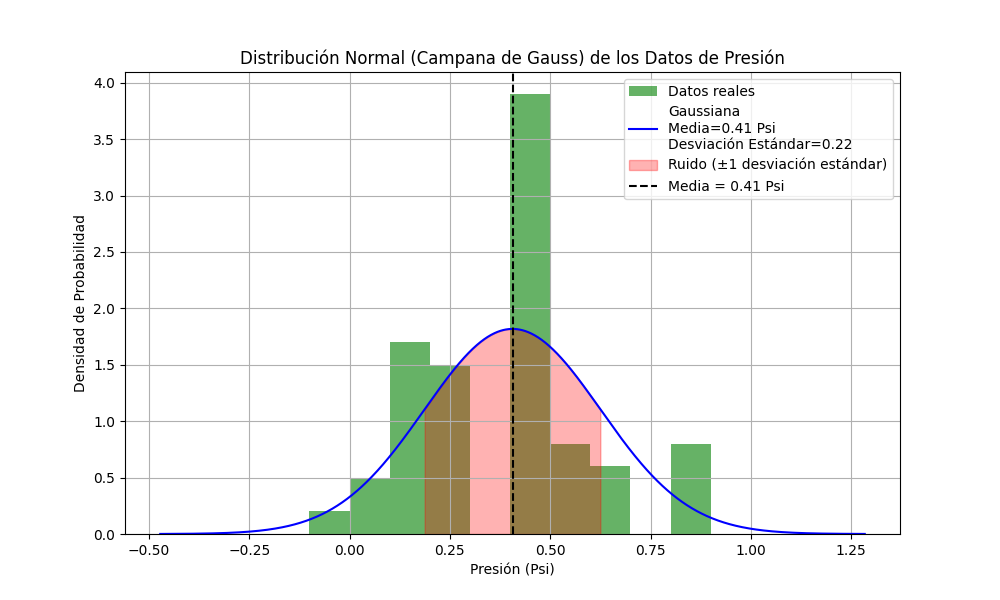 Distribución Normal (Campana de Gauss) de los Datos de Presión
Datos reales
Gaussiana
Media=0.41 Psi
Desviación Estándar=0.22
Ruido (±1 desviación estándar)
Media = 0.41 Psi
Densidad de Probabilidad
4.0
3.5
3.0
2.5
2.0
1.5
1.0
0.5
0.0
−0.50
−0.25
0.00
0.25
0.50
0.75
1.00
1.25
Presión (Psi)